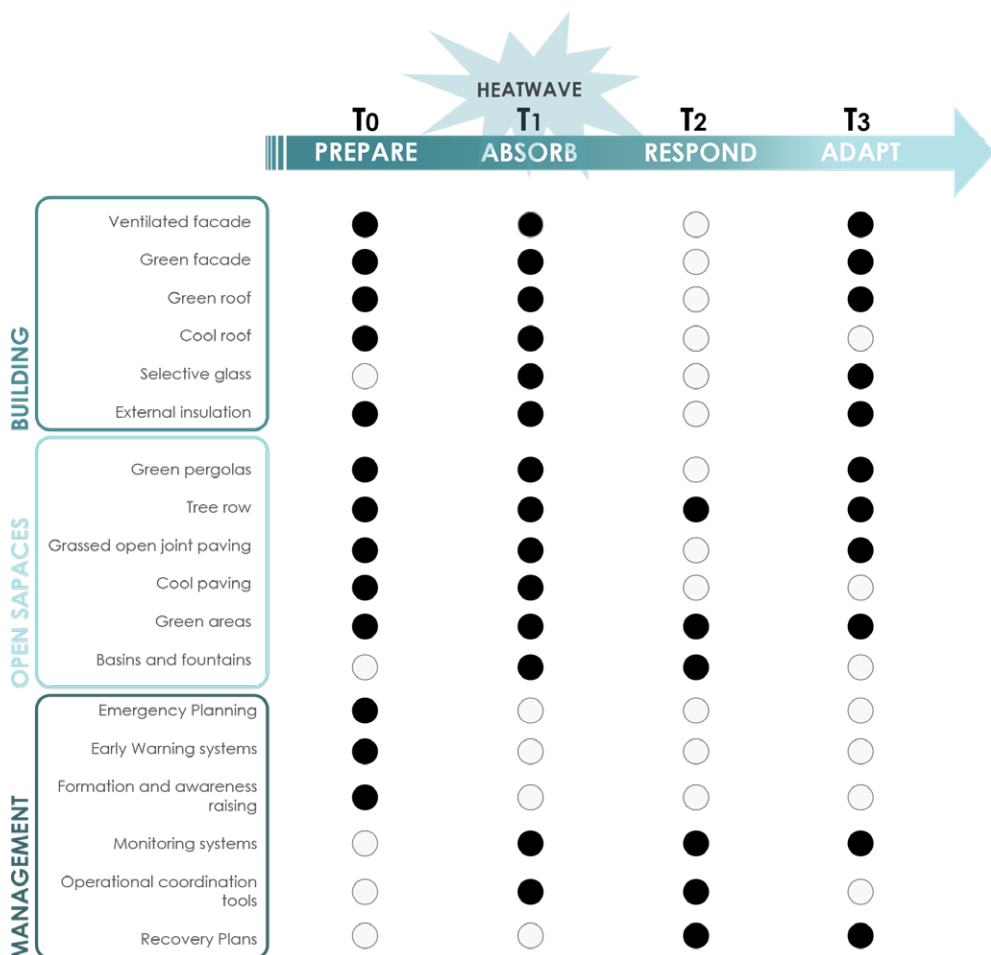 HEATWAVE
T0 T1 T2 T3
PREPARE ABSORB RESPOND ADAPT
BUILDING
Ventilated facade
Green facade
Green roof
Cool roof
Selective glass
External insulation
OPEN SAPACES
Green pergolas
Tree row
Grassed open joint paving
Cool paving
Green areas
Basins and fountains
MANAGEMENT
Emergency Planning
Early Warning systems
Formation and awareness
raising
Monitoring systems
Operational coordination
tools
Recovery Plans